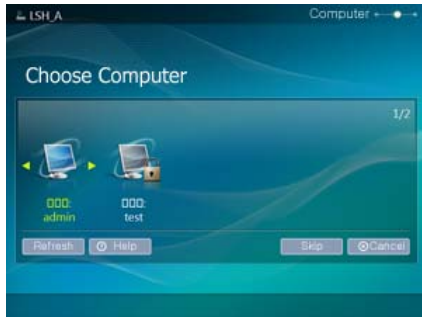 LSH_A
Computer
Choose Computer
1/2
□□□: □□□:
admin test
Refresh Help Skip Cancel